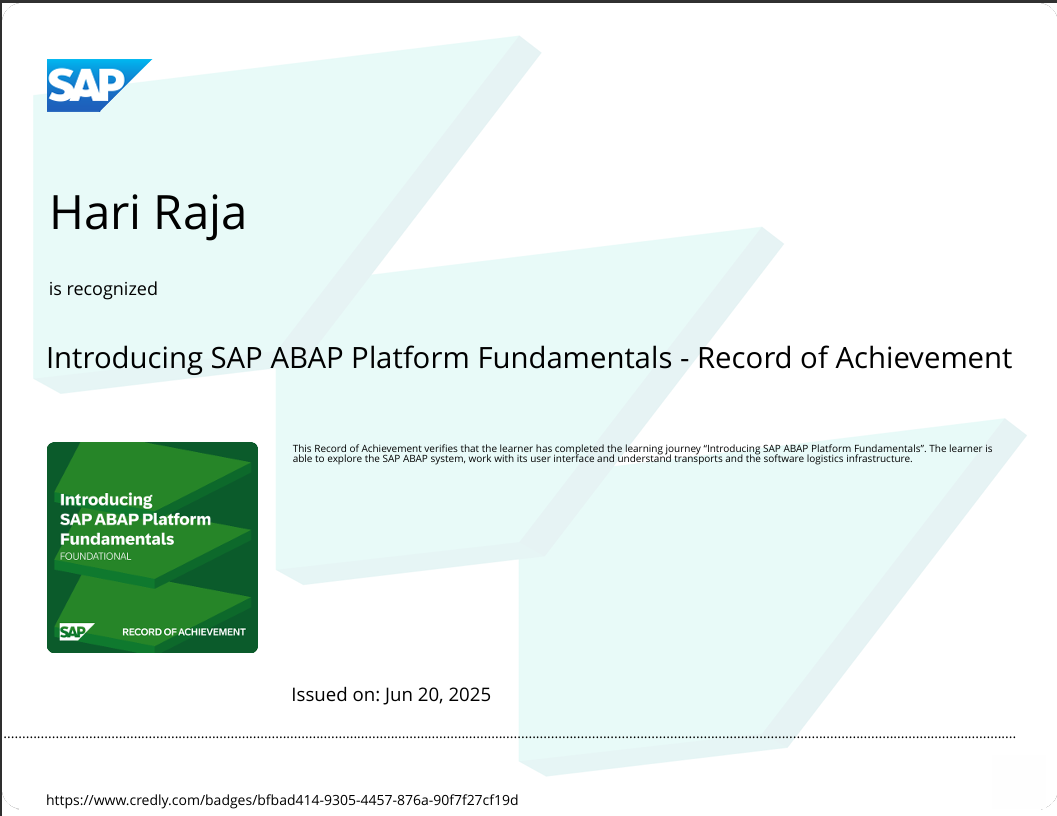 SAP
Hari Raja
is recognized
Introducing SAP ABAP Platform Fundamentals - Record of Achievement
This Record of Achievement verifies that the learner has completed the learning journey “Introducing SAP ABAP Platform Fundamentals”. The learner is
able to explore the SAP ABAP system, work with its user interface and understand transports and the software logistics infrastructure.
Introducing
SAP ABAP Platform
Fundamentals
FOUNDATIONAL
SAP RECORD OF ACHIEVEMENT
Issued on: Jun 20, 2025
https://www.credly.com/badges/bfbad414-9305-4457-876a-90f7f27cf19d